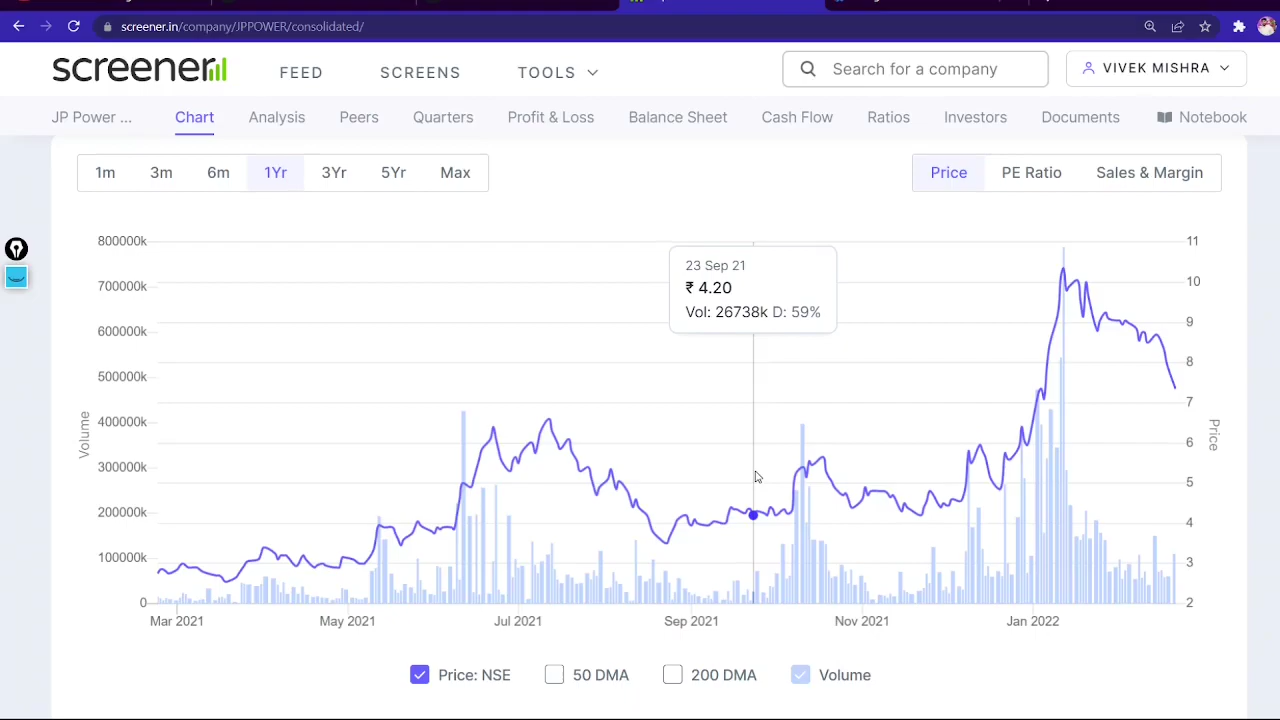 screener.in/company/JPPOWER/consolidated/
screener
FEED
SCREENS
TOOLS
Search for a company
VIVEK MISHRA
JP Power ...
Chart
Analysis
Peers
Quarters
Profit & Loss
Balance Sheet
Cash Flow
Ratios
Investors
Documents
Notebook
1m
3m
6m
1Yr
3Yr
5Yr
Max
Price
PE Ratio
Sales & Margin
800000k
700000k
600000k
500000k
400000k
300000k
200000k
100000k
0
Volume
23 Sep 21
₹ 4.20
Vol: 26738k D: 59%
11
10
9
8
7
6
5
4
3
2
Price
Mar 2021
May 2021
Jul 2021
Sep 2021
Nov 2021
Jan 2022
Price: NSE
50 DMA
200 DMA
Volume